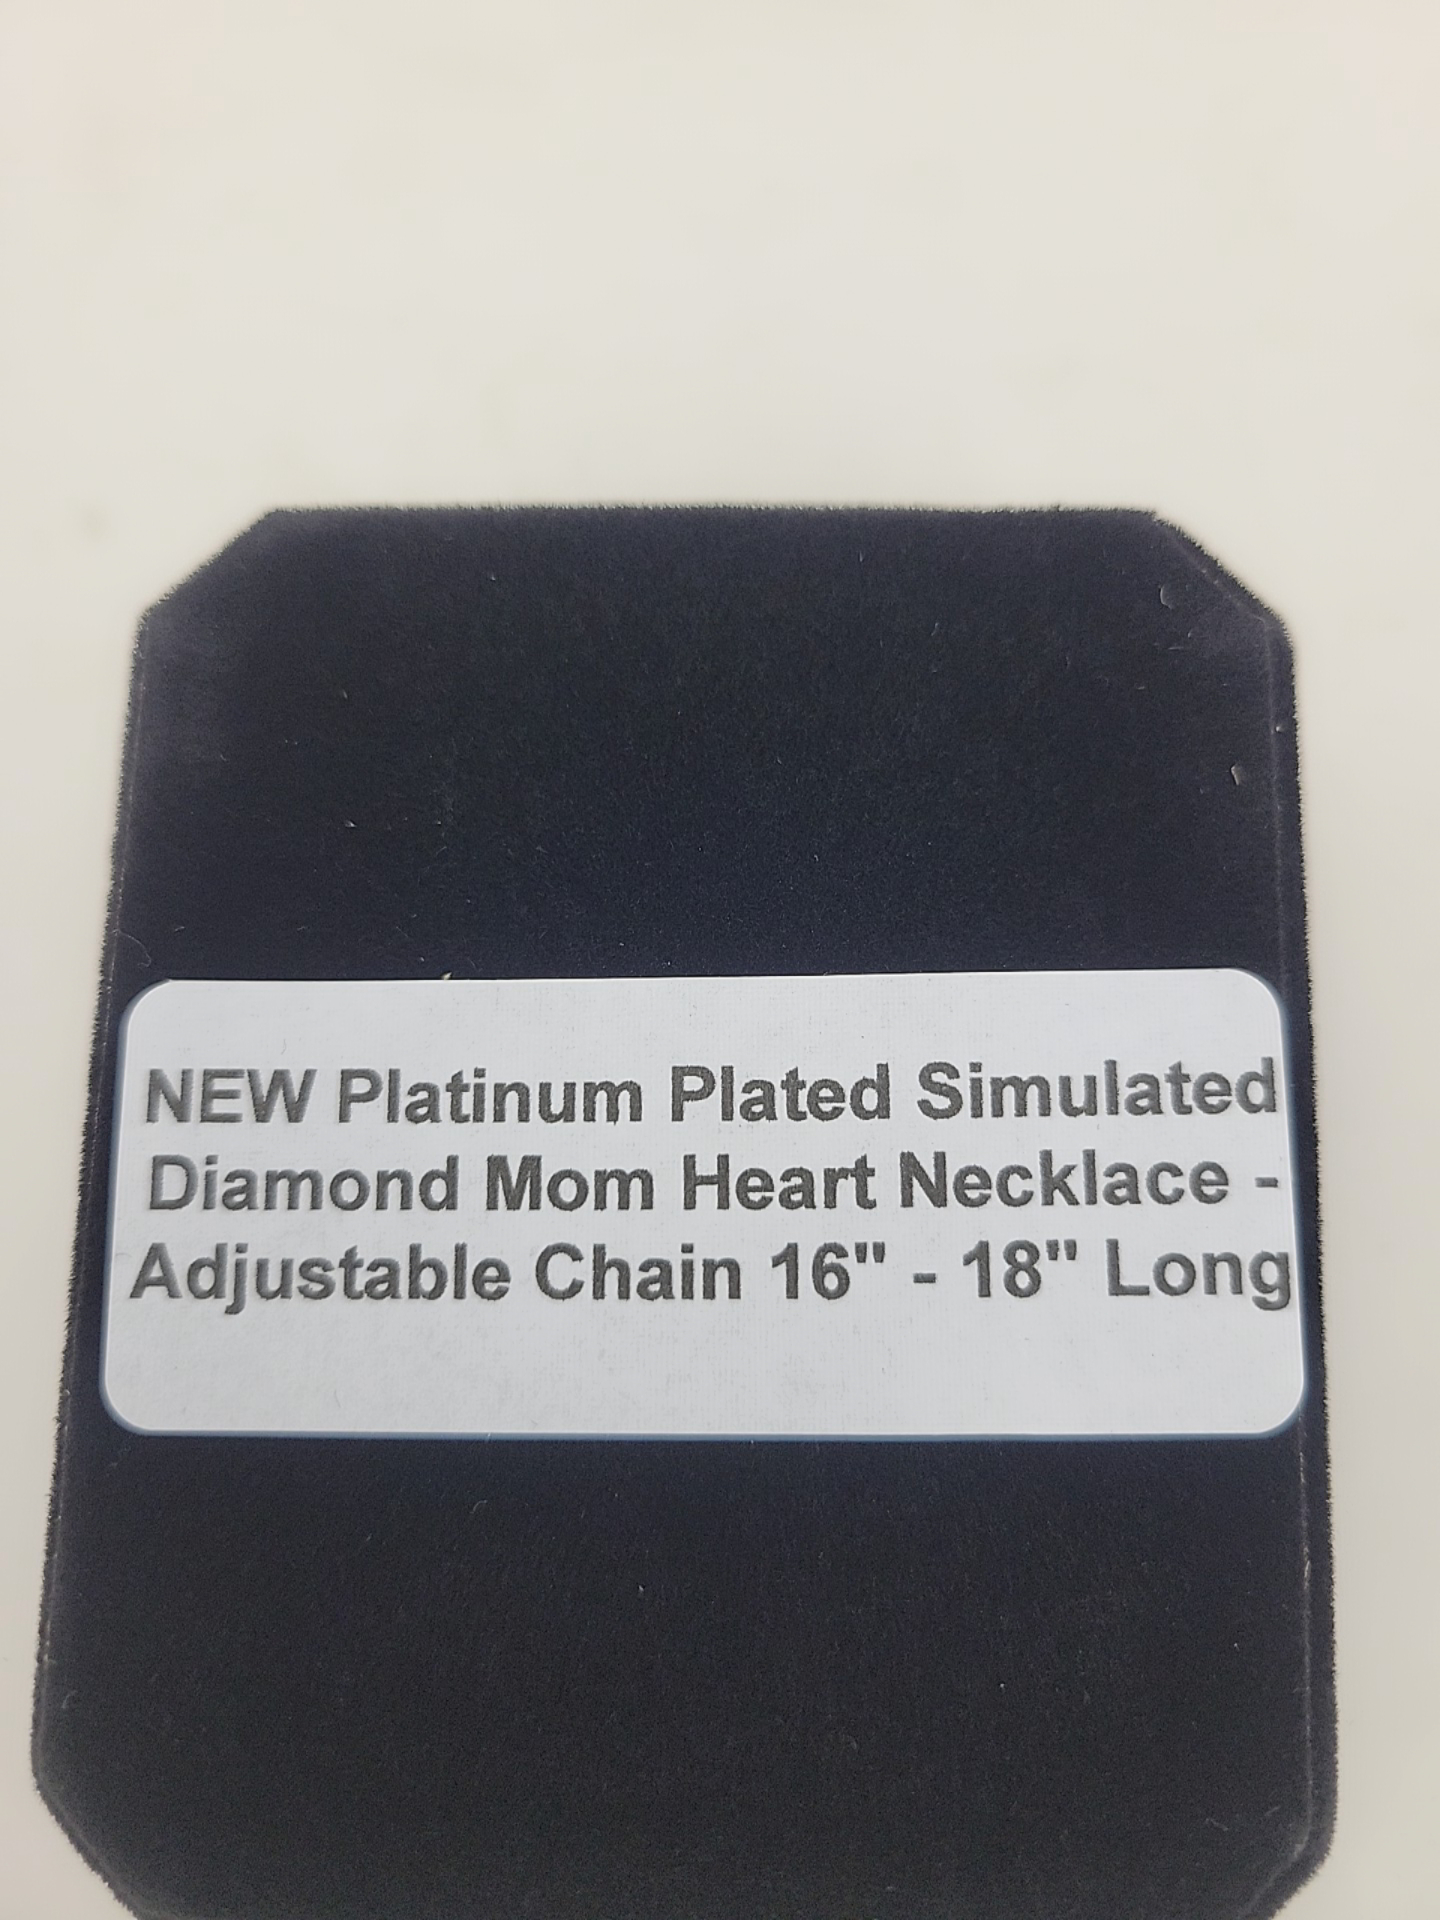 NEW Platinum Plated Simulated
Diamond Mom Heart Necklace -
Adjustable Chain 16" - 18" Long